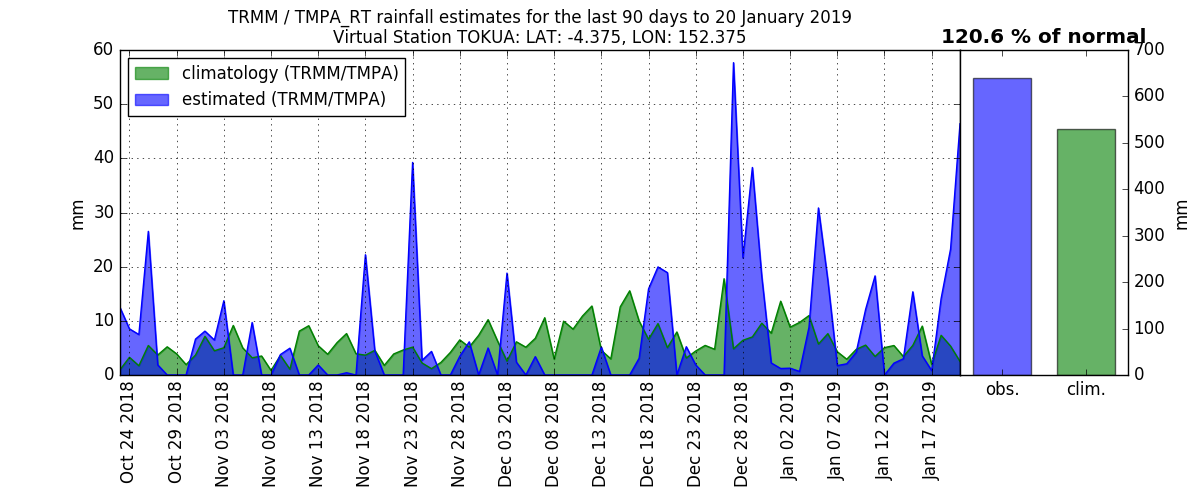 TRMM / TMPA_RT rainfall estimates for the last 90 days to 20 January 2019
Virtual Station TOKUA: LAT: -4.375, LON: 152.375
120.6 % of normal
climatology (TRMM/TMPA)
estimated (TRMM/TMPA)
60
50
40
30
20
10
0
mm
Oct 24 2018
Oct 29 2018
Nov 03 2018
Nov 08 2018
Nov 13 2018
Nov 18 2018
Nov 23 2018
Nov 28 2018
Dec 03 2018
Dec 08 2018
Dec 13 2018
Dec 18 2018
Dec 23 2018
Dec 28 2018
Jan 02 2019
Jan 07 2019
Jan 12 2019
Jan 17 2019
obs.
clim.
700
600
500
400
300
200
100
0
mm